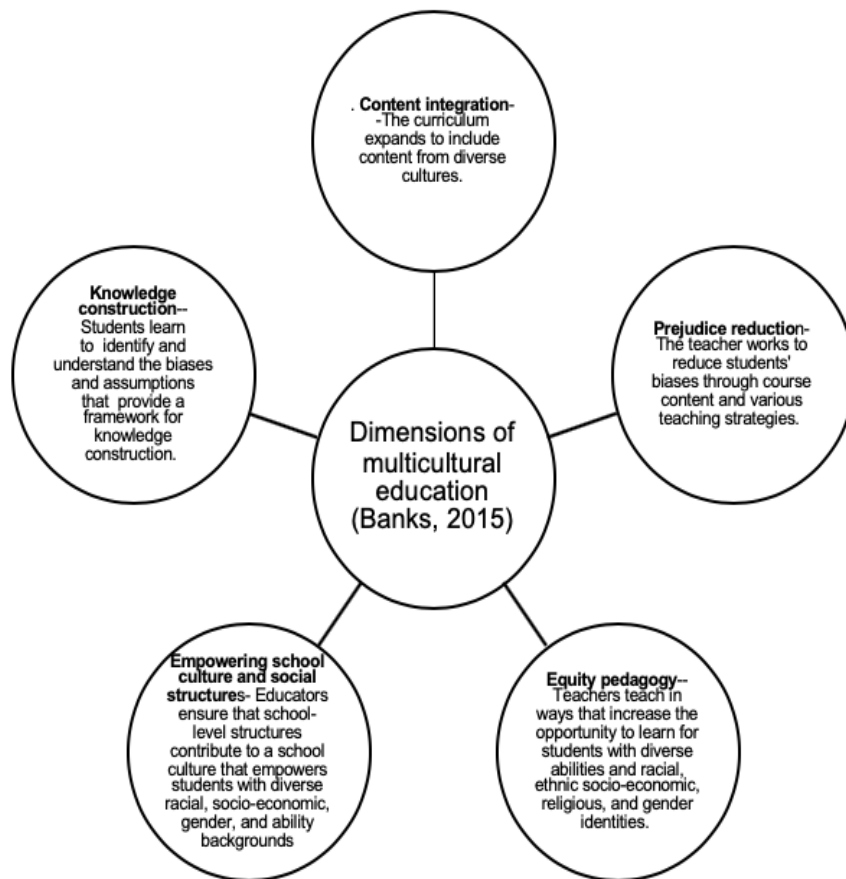 . Content integration-
-The curriculum
expands to include
content from diverse
cultures.
Knowledge
construction--
Students learn
to identify and
understand the biases
and assumptions
that provide a
framework for
knowledge
construction.
Prejudice reduction-
The teacher works to
reduce students'
biases through course
content and various
teaching strategies.
Dimensions of
multicultural
education
(Banks, 2015)
Empowering school
culture and social
structures- Educators
ensure that school-
level structures
contribute to a school
culture that empowers
students with diverse
racial, socio-economic,
gender, and ability
backgrounds
Equity pedagogy--
Teachers teach in
ways that increase the
opportunity to learn for
students with diverse
abilities and racial,
ethnic socio-economic,
religious, and gender
identities.